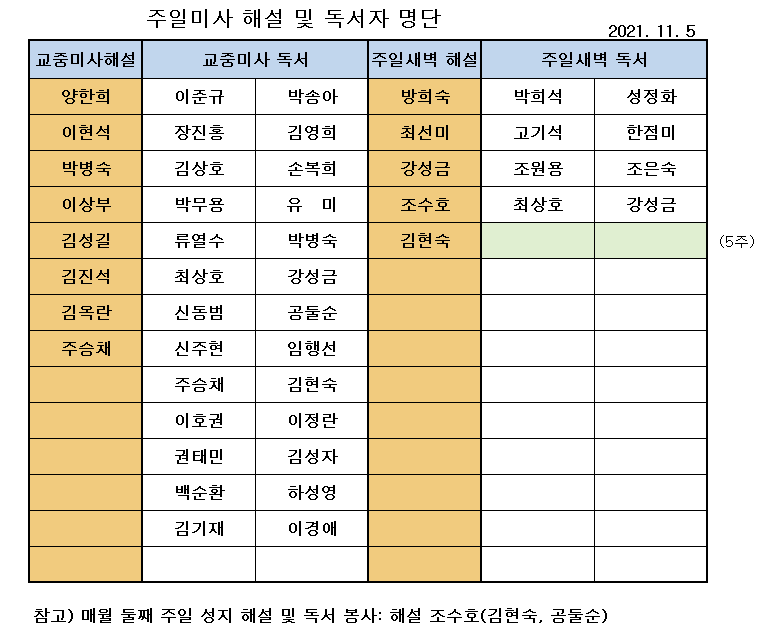 주일미사 해설 및 독서자 명단
2021. 11. 5
교중미사해설 교중미사 독서 주일새벽 해설 주일새벽 독서
양한희 이준규 박송아 방희숙 박희석 성정화
이현석 장진홍 김영희 최선미 고기석 한점미
박병숙 김상호 손복희 강성금 조원용 조은숙
이상부 박무용 유 미 조수호 최상호 강성금
김성길 류열수 박병숙 김현숙 (5주)
김진석 최상호 강성금
김옥란 신동범 공둘순
주승채 신주현 임행선
주승채 김현숙
이호권 이정란
권태민 김성자
백순환 하성영
김기재 이경애
참고) 매월 둘째 주일 성지 해설 및 독서 봉사: 해설 조수호(김현숙, 공둘순)